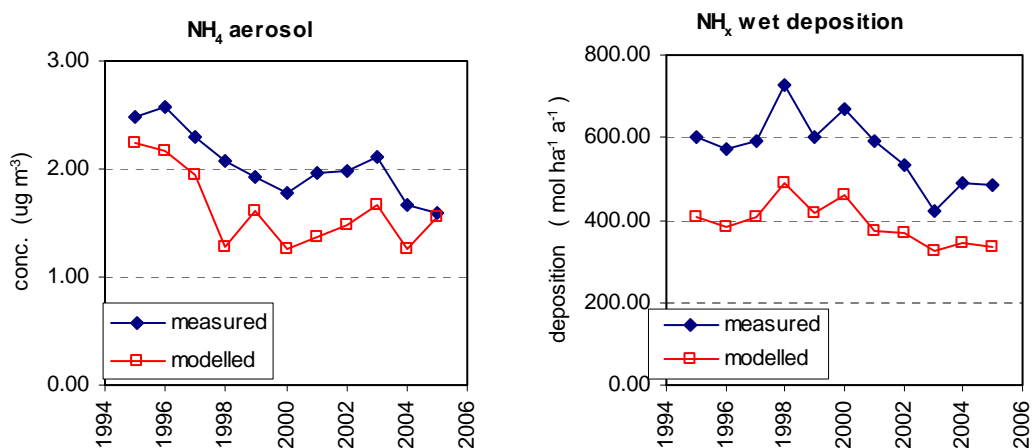 NH₄ aerosol
3.00
2.00
1.00
0.00
conc. (ug m⁻³)
measured
modelled
1994
1996
1998
2000
2002
2004
2006
NHₓ wet deposition
800.00
600.00
400.00
200.00
0.00
deposition ( mol ha⁻¹ a⁻¹ )
measured
modelled
1994
1996
1998
2000
2002
2004
2006